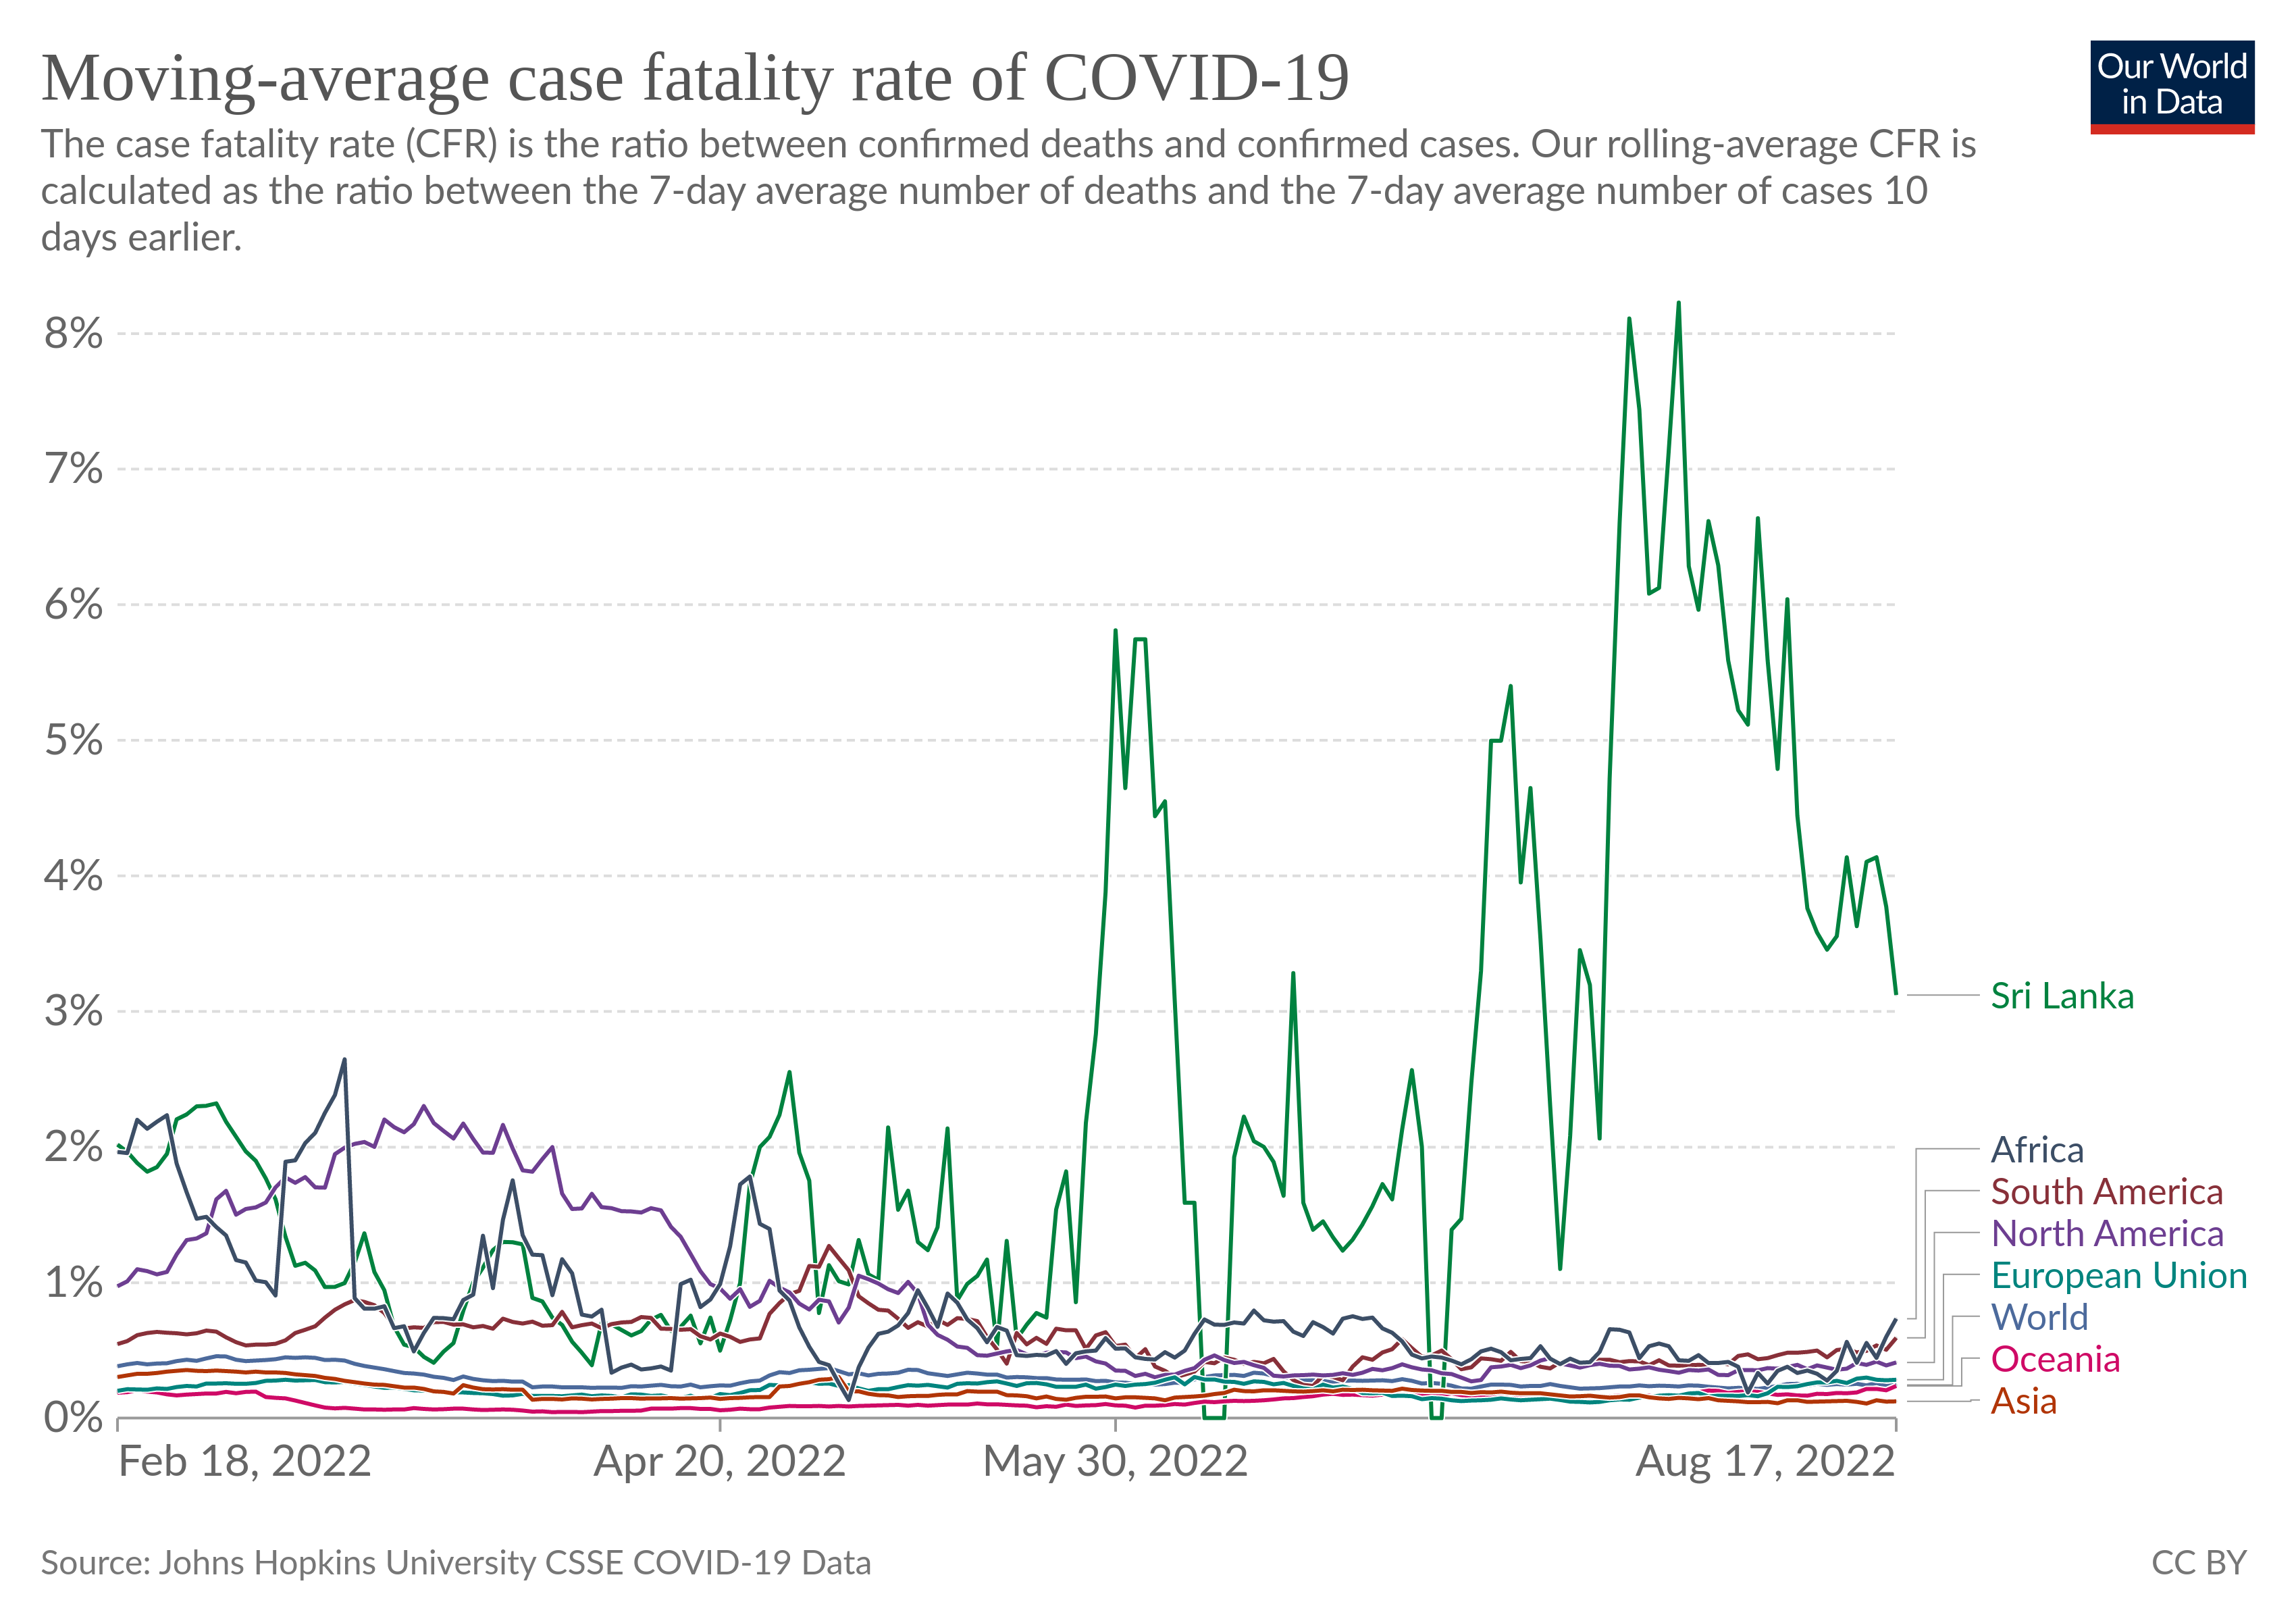 Moving-average case fatality rate of COVID-19
Our World
in Data
The case fatality rate (CFR) is the ratio between confirmed deaths and confirmed cases. Our rolling-average CFR is
calculated as the ratio between the 7-day average number of deaths and the 7-day average number of cases 10
days earlier.
8%
7%
6%
5%
4%
3%
2%
1%
0%
Sri Lanka
Africa
South America
North America
European Union
World
Oceania
Asia
Feb 18, 2022
Apr 20, 2022
May 30, 2022
Aug 17, 2022
Source: Johns Hopkins University CSSE COVID-19 Data
CC BY